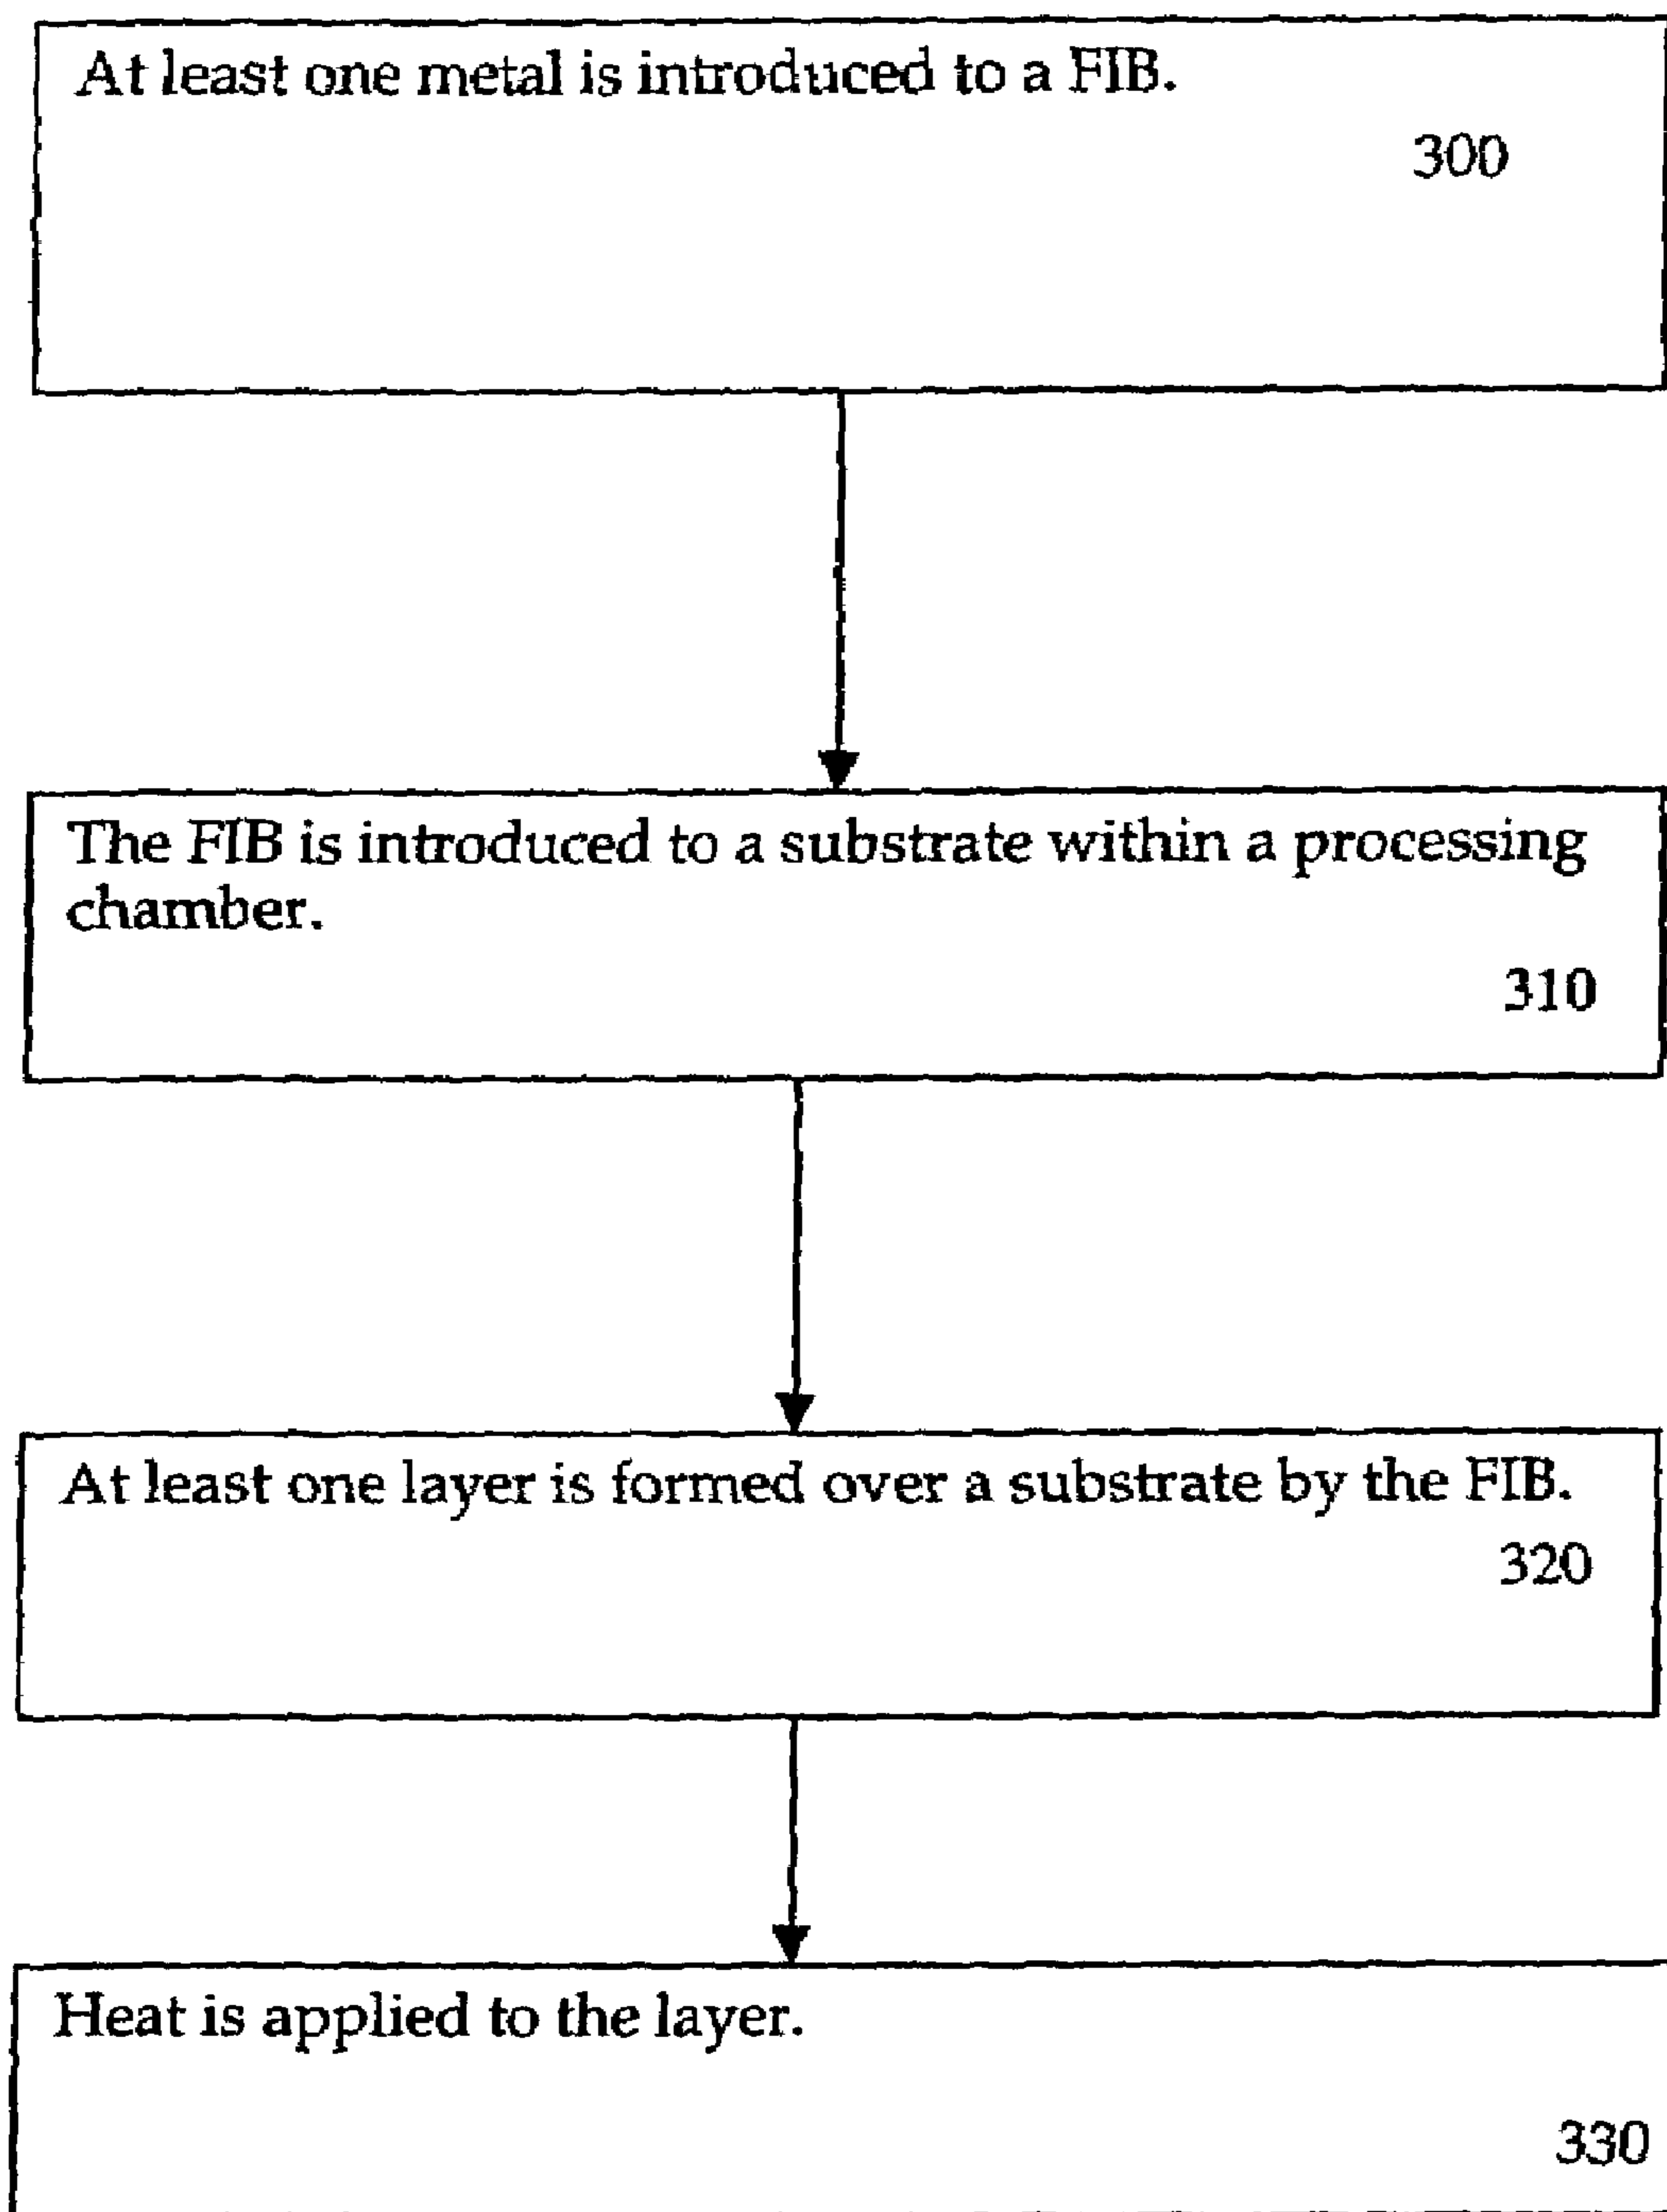 At least one metal is introduced to a FIB.
300
The FIB is introduced to a substrate within a processing
chamber.
310
At least one layer is formed over a substrate by the FIB.
320
Heat is applied to the layer.
330